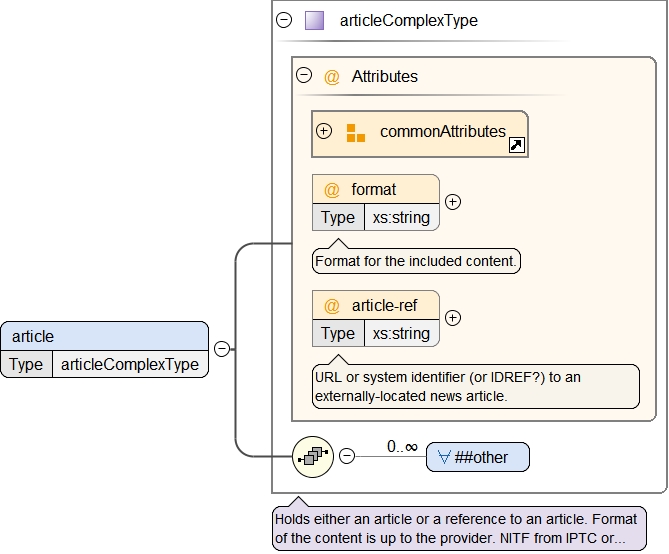 articleComplexType
@ Attributes
commonAttributes
@ format
Type xs:string
Format for the included content.
@ article-ref
Type xs:string
URL or system identifier (or IDREF?) to an
externally-located news article.
article
Type articleComplexType
0..∞
∀ ##other
Holds either an article or a reference to an article. Format
of the content is up to the provider. NITF from IPTC or...